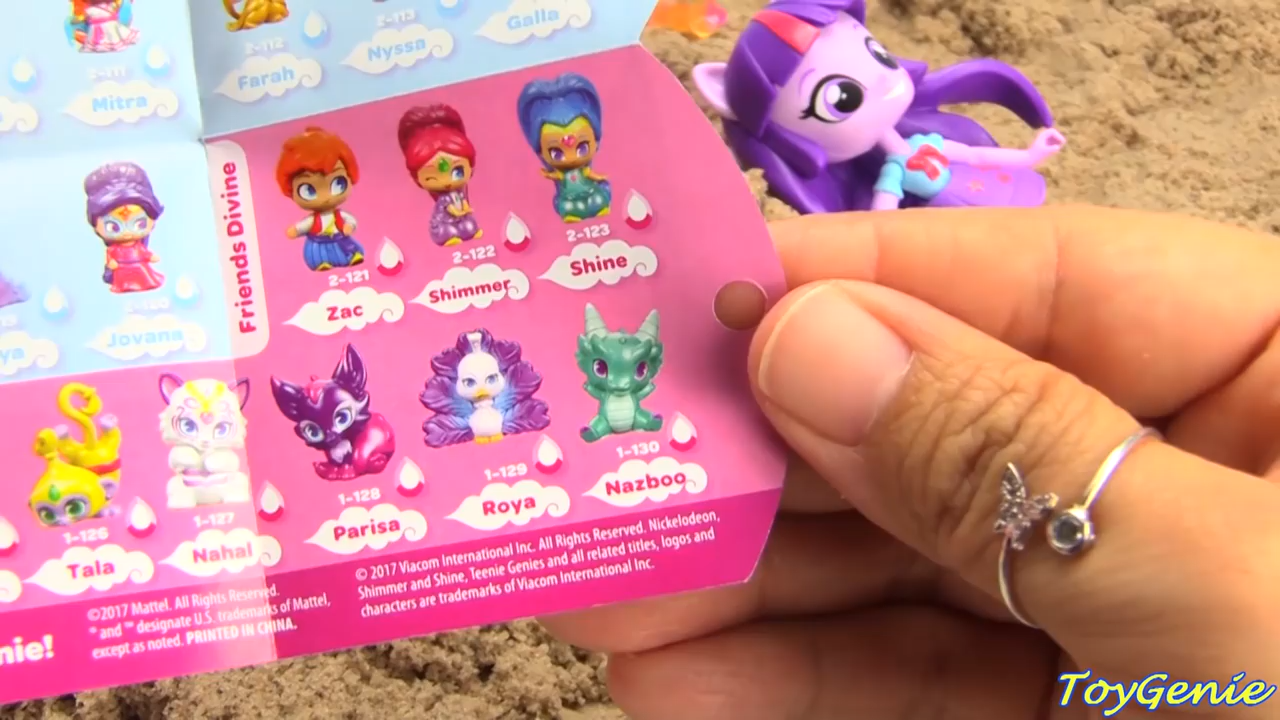 2-111
Mitra
2-112
Farah
2-113
Nyssa
Galla
Jovana
ya
Friends Divine
2-121
Zac
2-122
Shimmer
2-123
Shine
1-126
Tala
1-127
Nahal
1-128
Parisa
1-129
Roya
1-130
Nazboo
nie!
©2017 Mattel. All Rights Reserved.
® and ™ designate U.S. trademarks of Mattel,
except as noted. PRINTED IN CHINA.
© 2017 Viacom International Inc. All Rights Reserved. Nickelodeon,
Shimmer and Shine, Teenie Genies and all related titles, logos and
characters are trademarks of Viacom International Inc.
ToyGenie